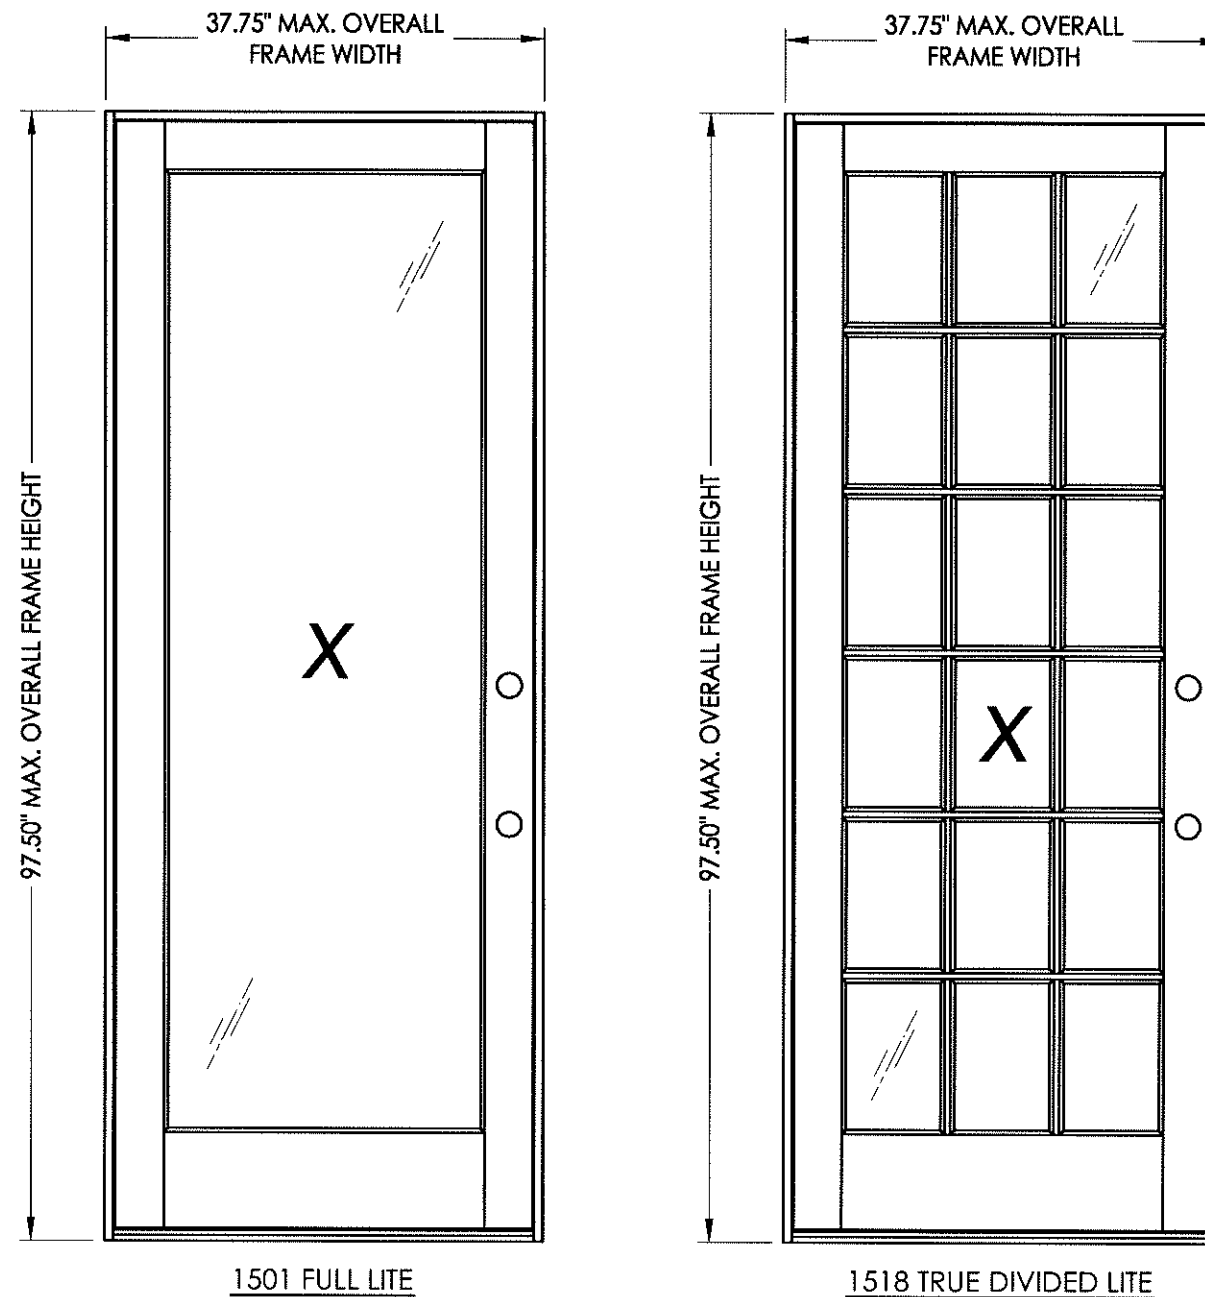 37.75" MAX. OVERALL
FRAME WIDTH
97.50" MAX. OVERALL FRAME HEIGHT
X
1501 FULL LITE
37.75" MAX. OVERALL
FRAME WIDTH
97.50" MAX. OVERALL FRAME HEIGHT
X
1518 TRUE DIVIDED LITE